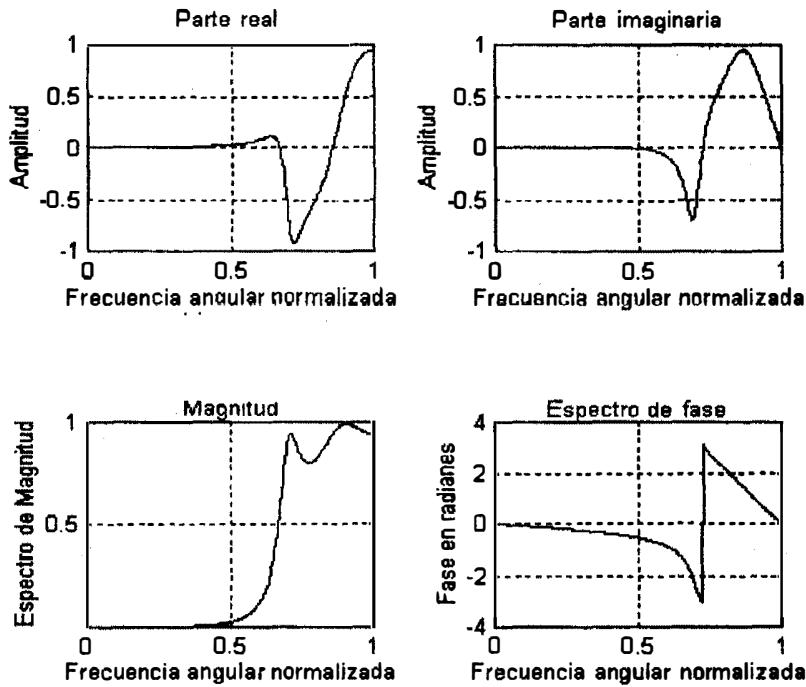 Parte real
1
0.5
0
-0.5
-1
Amplitud
0
0.5
1
Frecuencia angular normalizada
Parte imaginaria
1
0.5
0
-0.5
-1
Amplitud
0
0.5
1
Frecuencia angular normalizada
Magnitud
1
0.5
Espectro de Magnitud
0
0.5
1
Frecuencia angular normalizada
Espectro de fase
4
2
0
-2
-4
Fase en radianes
0
0.5
1
Frecuencia angular normalizada